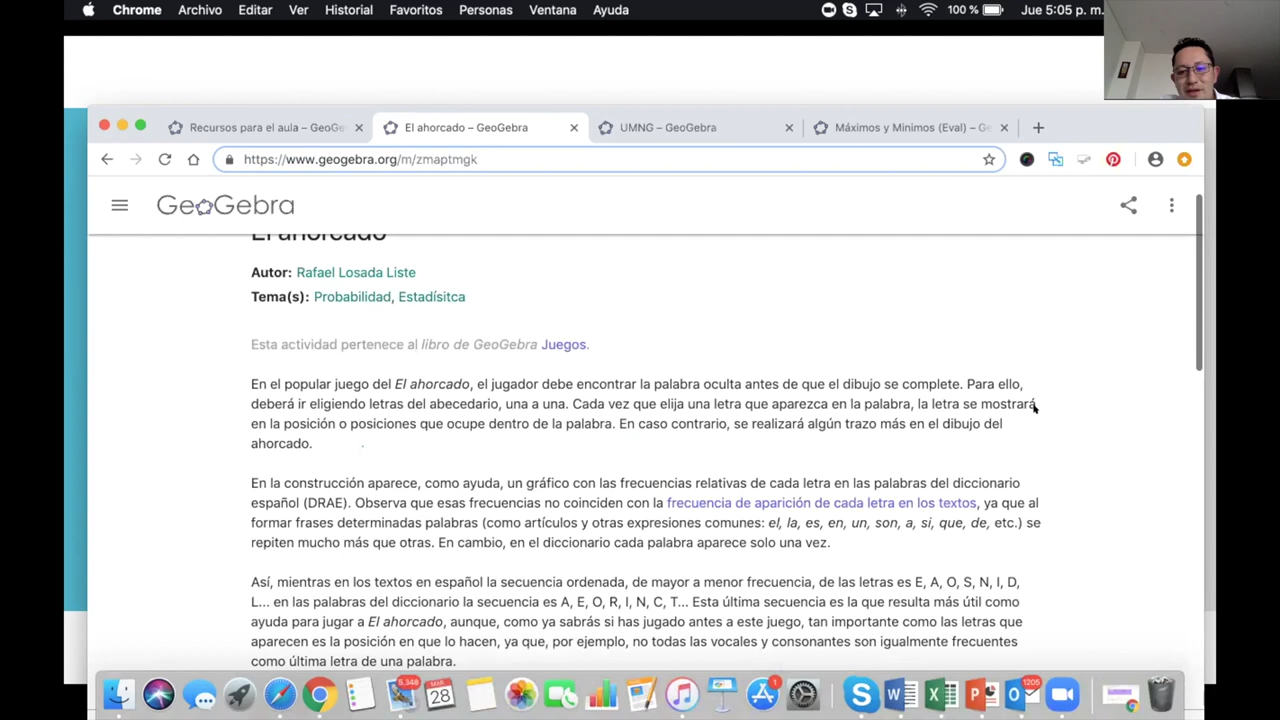 Chrome Archivo Editar Ver Historial Favoritos Personas Ventana Ayuda 100 % Jue 5:05 p. m.
Recursos para el aula – GeoGe El ahorcado – GeoGebra UMNG – GeoGebra Máximos y Minimos (Eval) – Ge
https://www.geogebra.org/m/zmaptmgk
GeoGebra
El ahorcado
Autor: Rafael Losada Liste
Tema(s): Probabilidad, Estadísitca
Esta actividad pertenece al libro de GeoGebra Juegos.
En el popular juego del El ahorcado, el jugador debe encontrar la palabra oculta antes de que el dibujo se complete. Para ello,
deberá ir eligiendo letras del abecedario, una a una. Cada vez que elija una letra que aparezca en la palabra, la letra se mostrará
en la posición o posiciones que ocupe dentro de la palabra. En caso contrario, se realizará algún trazo más en el dibujo del
ahorcado.
En la construcción aparece, como ayuda, un gráfico con las frecuencias relativas de cada letra en las palabras del diccionario
español (DRAE). Observa que esas frecuencias no coinciden con la frecuencia de aparición de cada letra en los textos, ya que al
formar frases determinadas palabras (como artículos y otras expresiones comunes: el, la, es, en, un, son, a, si, que, de, etc.) se
repiten mucho más que otras. En cambio, en el diccionario cada palabra aparece solo una vez.
Así, mientras en los textos en español la secuencia ordenada, de mayor a menor frecuencia, de las letras es E, A, O, S, N, I, D,
L... en las palabras del diccionario la secuencia es A, E, O, R, I, N, C, T... Esta última secuencia es la que resulta más útil como
ayuda para jugar a El ahorcado, aunque, como ya sabrás si has jugado antes a este juego, tan importante como las letras que
aparecen es la posición en que lo hacen, ya que, por ejemplo, no todas las vocales y consonantes son igualmente frecuentes
como última letra de una palabra.
5,348 MAR 28 1 1205